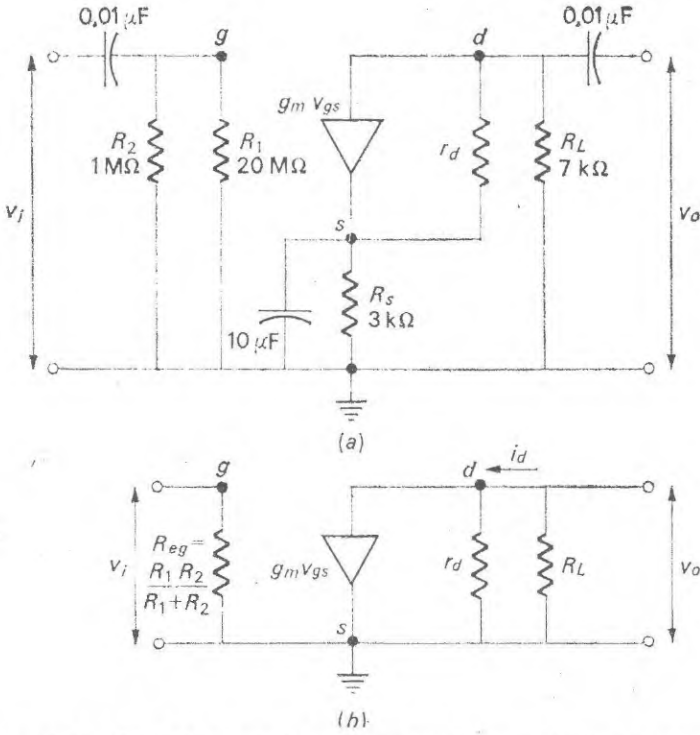 0,01 μF
0,01 μF
g
d
g_m v_gs
R_2
1 MΩ
R_1
20 MΩ
r_d
R_L
7 kΩ
v_i
v_o
s
R_s
3 kΩ
10 μF
(a)
g
d
i_d
v_i
R_eg =
R_1 R_2
R_1 + R_2
g_m v_gs
r_d
R_L
v_o
s
(b)